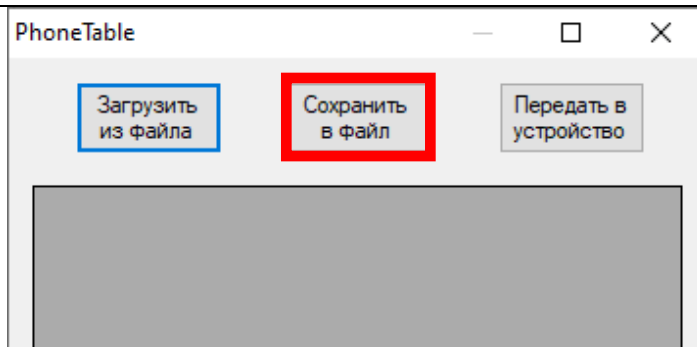 PhoneTable
Загрузить
из файла
Сохранить
в файл
Передать в
устройство